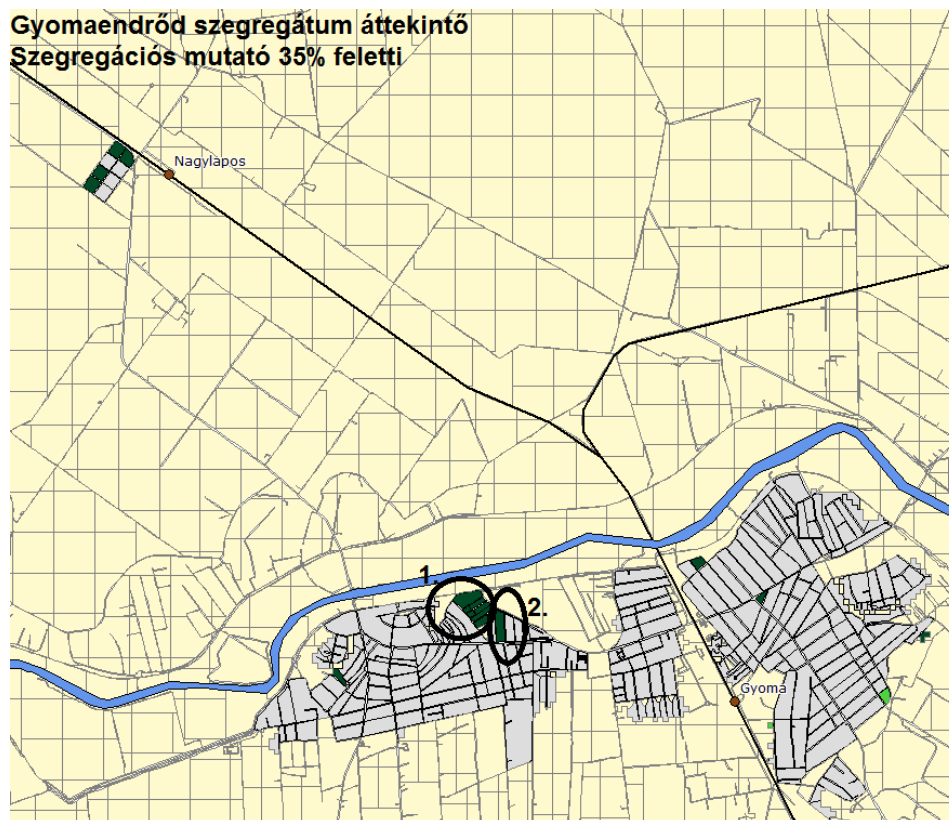 Gyomaendrőd szegregátum áttekintő
Szegregációs mutató 35% feletti
Nagylapos
1.
2.
Gyoma